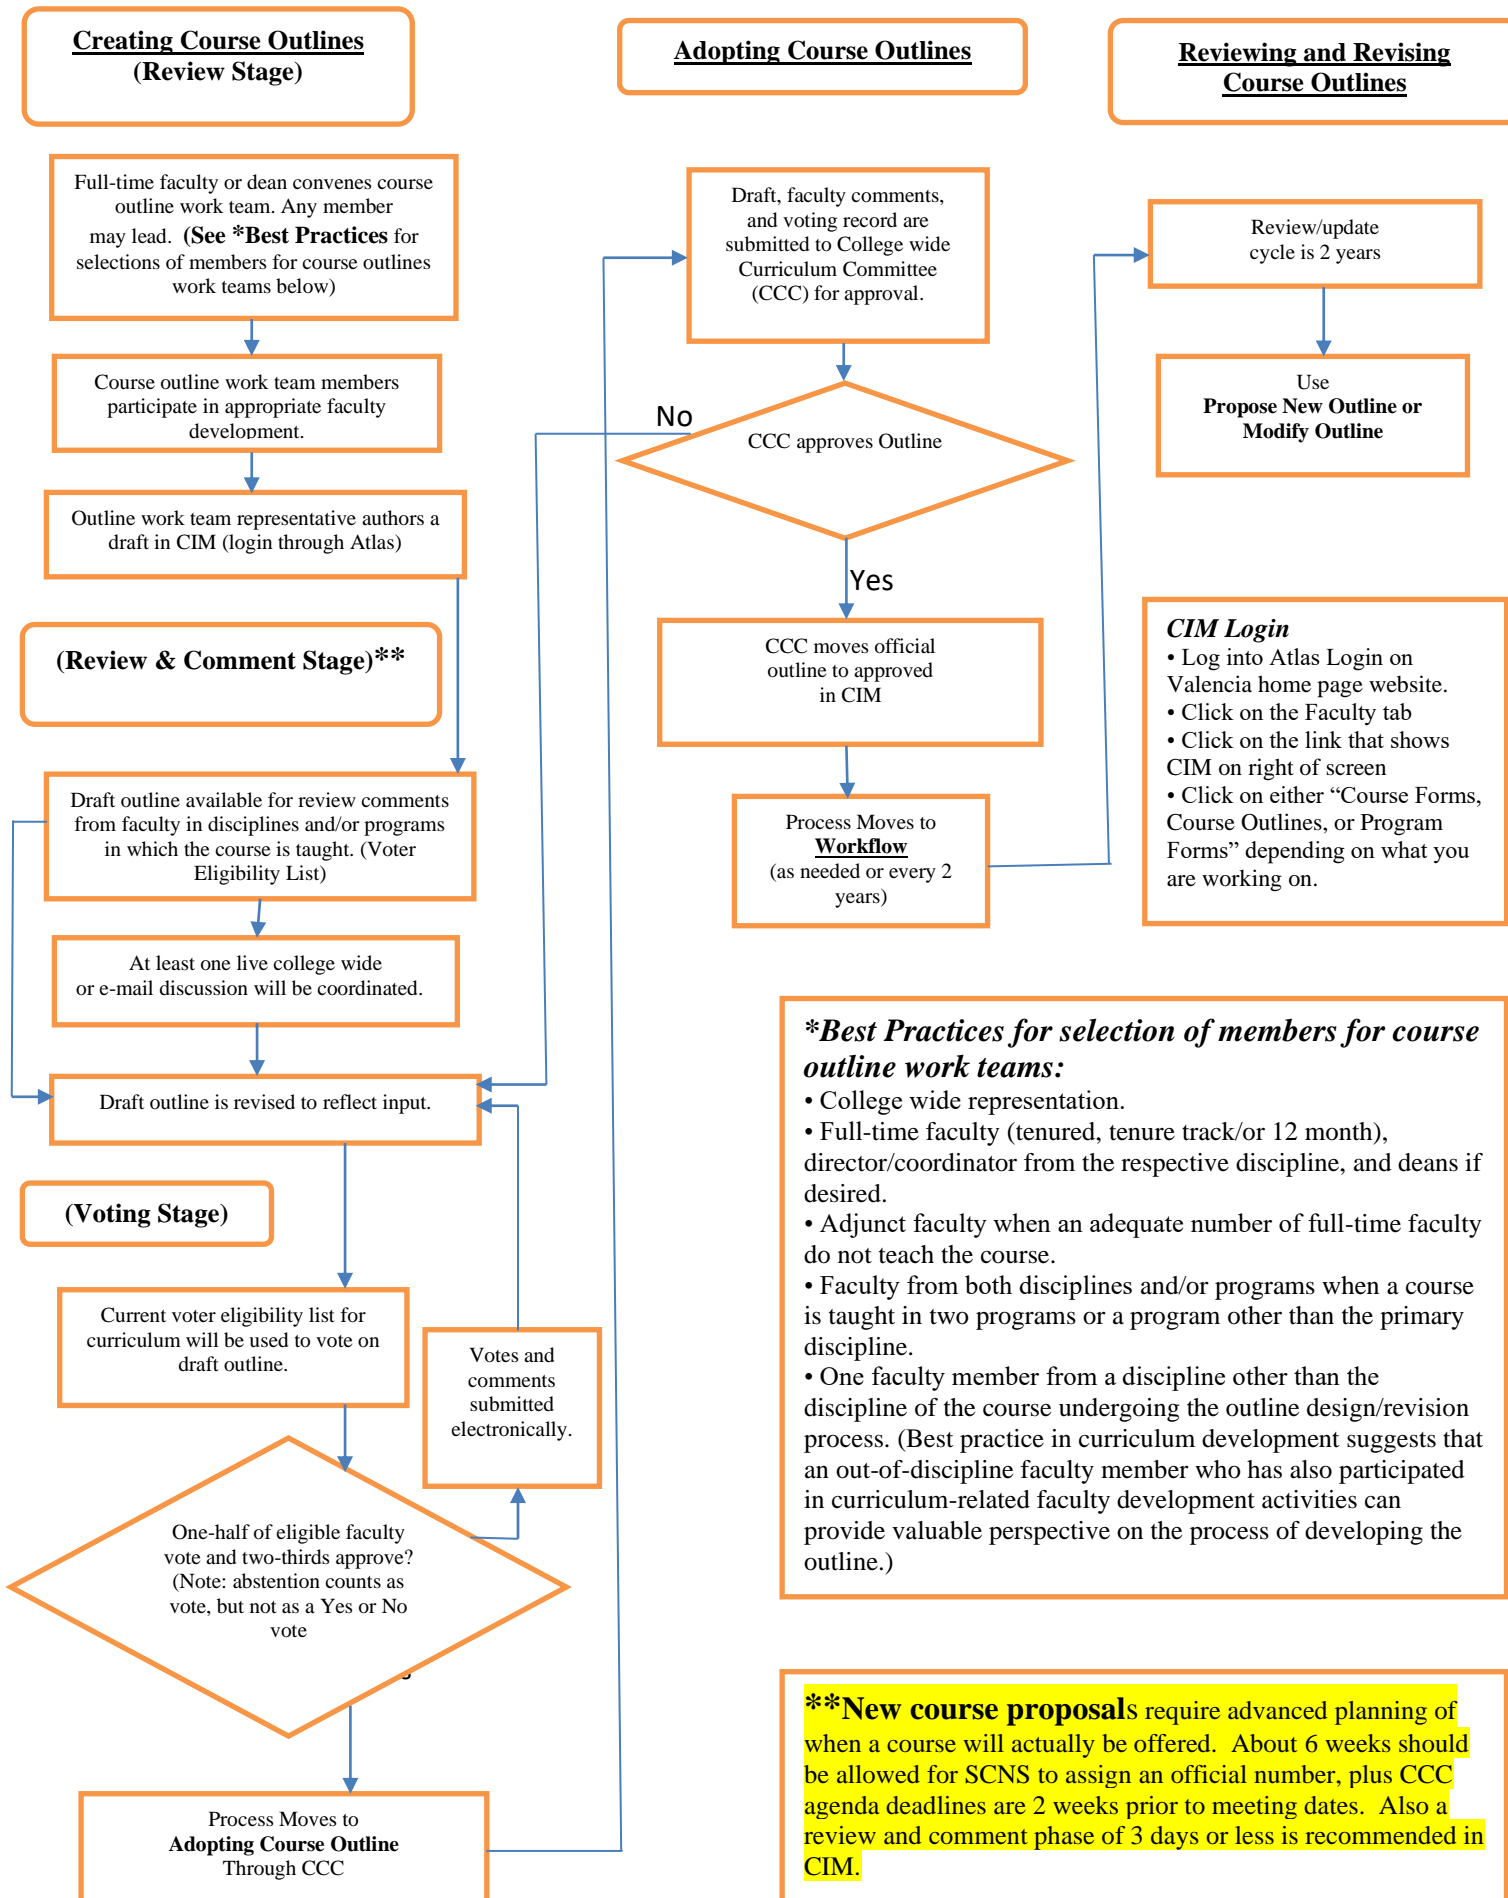 Creating Course Outlines
(Review Stage)
Full-time faculty or dean convenes course
outline work team. Any member
may lead. (See *Best Practices for
selections of members for course outlines
work teams below)
Course outline work team members
participate in appropriate faculty
development.
Outline work team representative authors a
draft in CIM (login through Atlas)
(Review & Comment Stage)**
Draft outline available for review comments
from faculty in disciplines and/or programs
in which the course is taught. (Voter
Eligibility List)
At least one live college wide
or e-mail discussion will be coordinated.
Draft outline is revised to reflect input.
(Voting Stage)
Current voter eligibility list for
curriculum will be used to vote on
draft outline.
Votes and
comments
submitted
electronically.
One-half of eligible faculty
vote and two-thirds approve?
(Note: abstention counts as
vote, but not as a Yes or No
vote
Process Moves to
Adopting Course Outline
Through CCC
Adopting Course Outlines
Draft, faculty comments,
and voting record are
submitted to College wide
Curriculum Committee
(CCC) for approval.
No
CCC approves Outline
Yes
CCC moves official
outline to approved
in CIM
Process Moves to
Workflow
(as needed or every 2
years)
Reviewing and Revising
Course Outlines
Review/update
cycle is 2 years
Use
Propose New Outline or
Modify Outline
CIM Login
• Log into Atlas Login on
Valencia home page website.
• Click on the Faculty tab
• Click on the link that shows
CIM on right of screen
• Click on either “Course Forms,
Course Outlines, or Program
Forms” depending on what you
are working on.
*Best Practices for selection of members for course
outline work teams:
• College wide representation.
• Full-time faculty (tenured, tenure track/or 12 month),
director/coordinator from the respective discipline, and deans if
desired.
• Adjunct faculty when an adequate number of full-time faculty
do not teach the course.
• Faculty from both disciplines and/or programs when a course
is taught in two programs or a program other than the primary
discipline.
• One faculty member from a discipline other than the
discipline of the course undergoing the outline design/revision
process. (Best practice in curriculum development suggests that
an out-of-discipline faculty member who has also participated
in curriculum-related faculty development activities can
provide valuable perspective on the process of developing the
outline.)
**New course proposals require advanced planning of
when a course will actually be offered. About 6 weeks should
be allowed for SCNS to assign an official number, plus CCC
agenda deadlines are 2 weeks prior to meeting dates. Also a
review and comment phase of 3 days or less is recommended in
CIM.